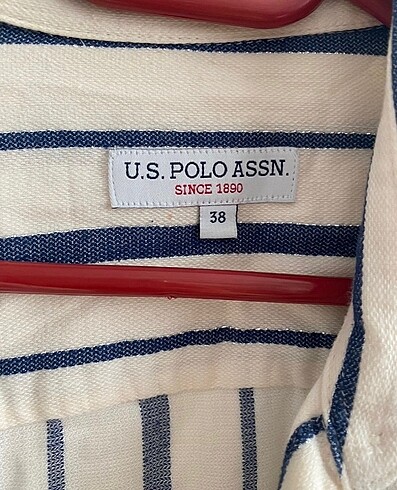 U.S. POLO ASSN.
SINCE 1890
38